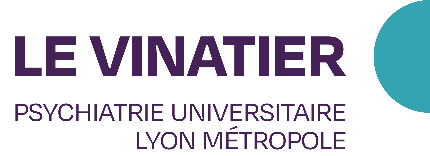 LE VINATIER
PSYCHIATRIE UNIVERSITAIRE
LYON MÉTROPOLE